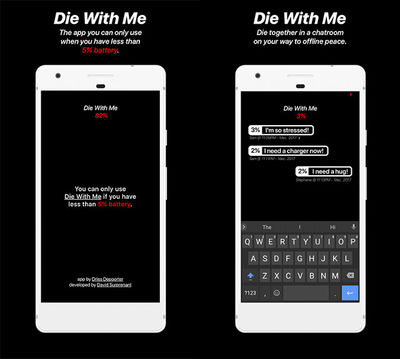 Die With Me
The app you can only use
when you have less than
5% battery.
Die With Me
92%
You can only use
Die With Me if you have
less than 5% battery.
app by Dries Depoorter
developed by David Surprenant
Die With Me
Die together in a chatroom
on your way to offline peace.
Die With Me
3%
3% I'm so stressed!
2% I need a charger now!
2% I need a hug!
The I Hi
Q W E R T Y U I O P
A S D F G H J K L
Z X C V B N M
?123 , .